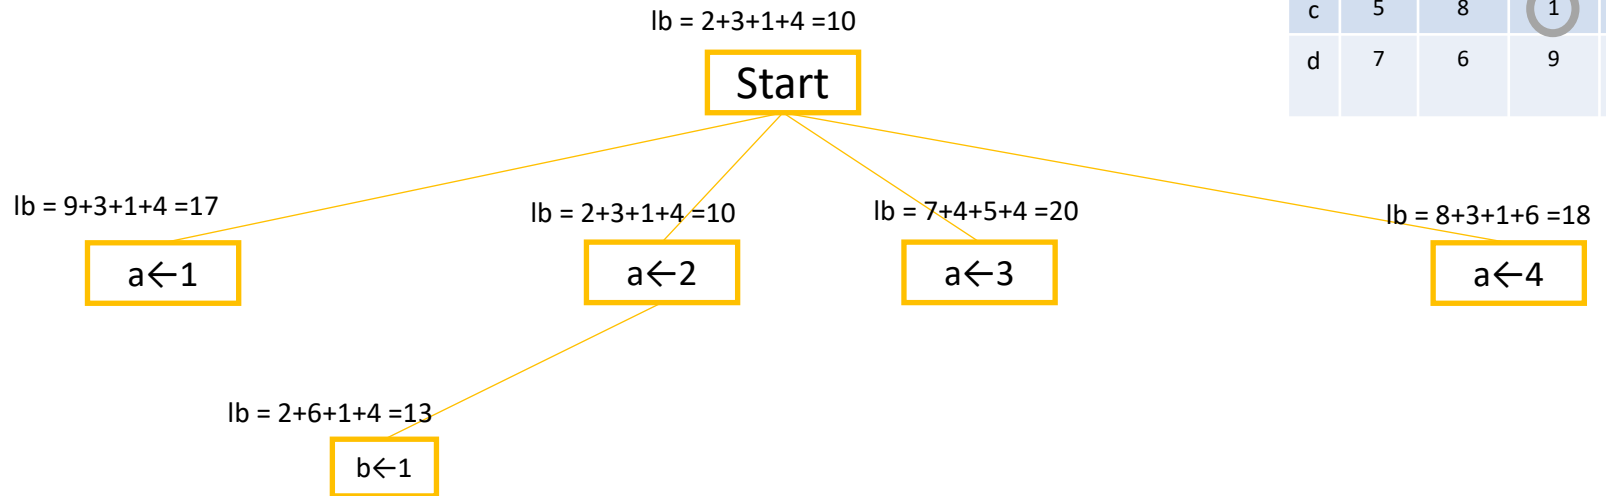 lb = 2+3+1+4 =10
c 5 8 1
Start
d 7 6 9
lb = 9+3+1+4 =17
lb = 2+3+1+4 =10
lb = 7+4+5+4 =20
lb = 8+3+1+6 =18
a←1
a←2
a←3
a←4
lb = 2+6+1+4 =13
b←1